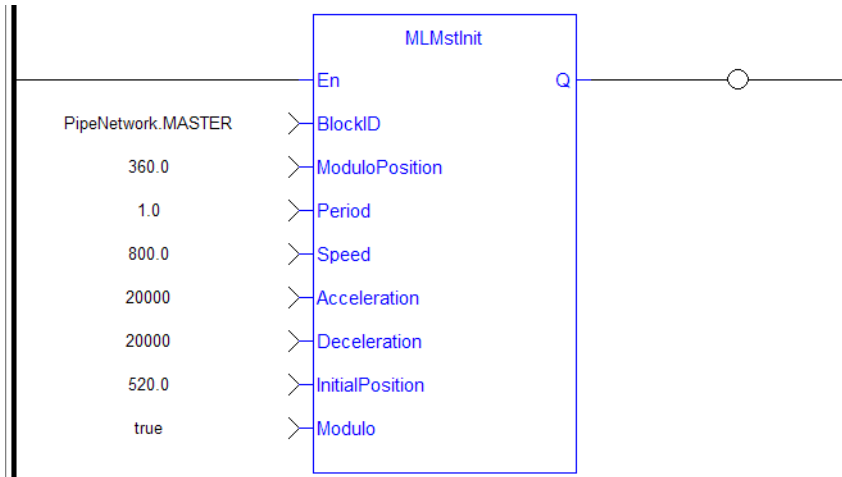 MLMstInit
En Q
PipeNetwork.MASTER BlockID
360.0 ModuloPosition
1.0 Period
800.0 Speed
20000 Acceleration
20000 Deceleration
520.0 InitialPosition
true Modulo